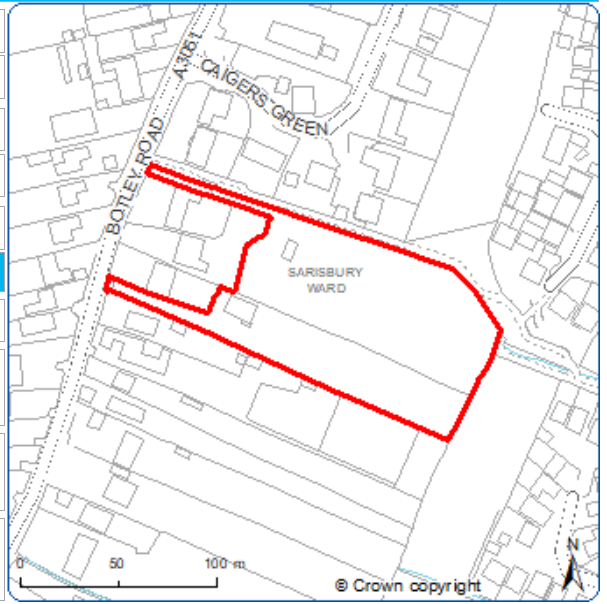 A3051
CAIGERS GREEN
BOTLEY ROAD
SARISBURY
WARD
N
0 50 100 m
© Crown copyright